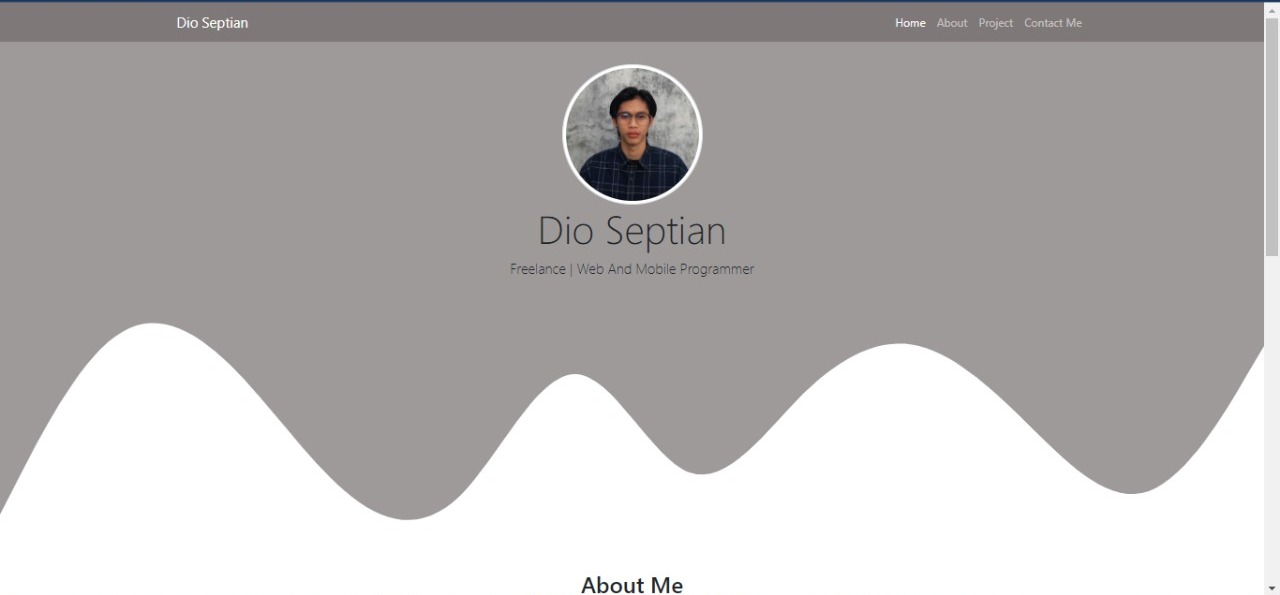 Dio Septian
Home About Project Contact Me
Dio Septian
Freelance | Web And Mobile Programmer
About Me